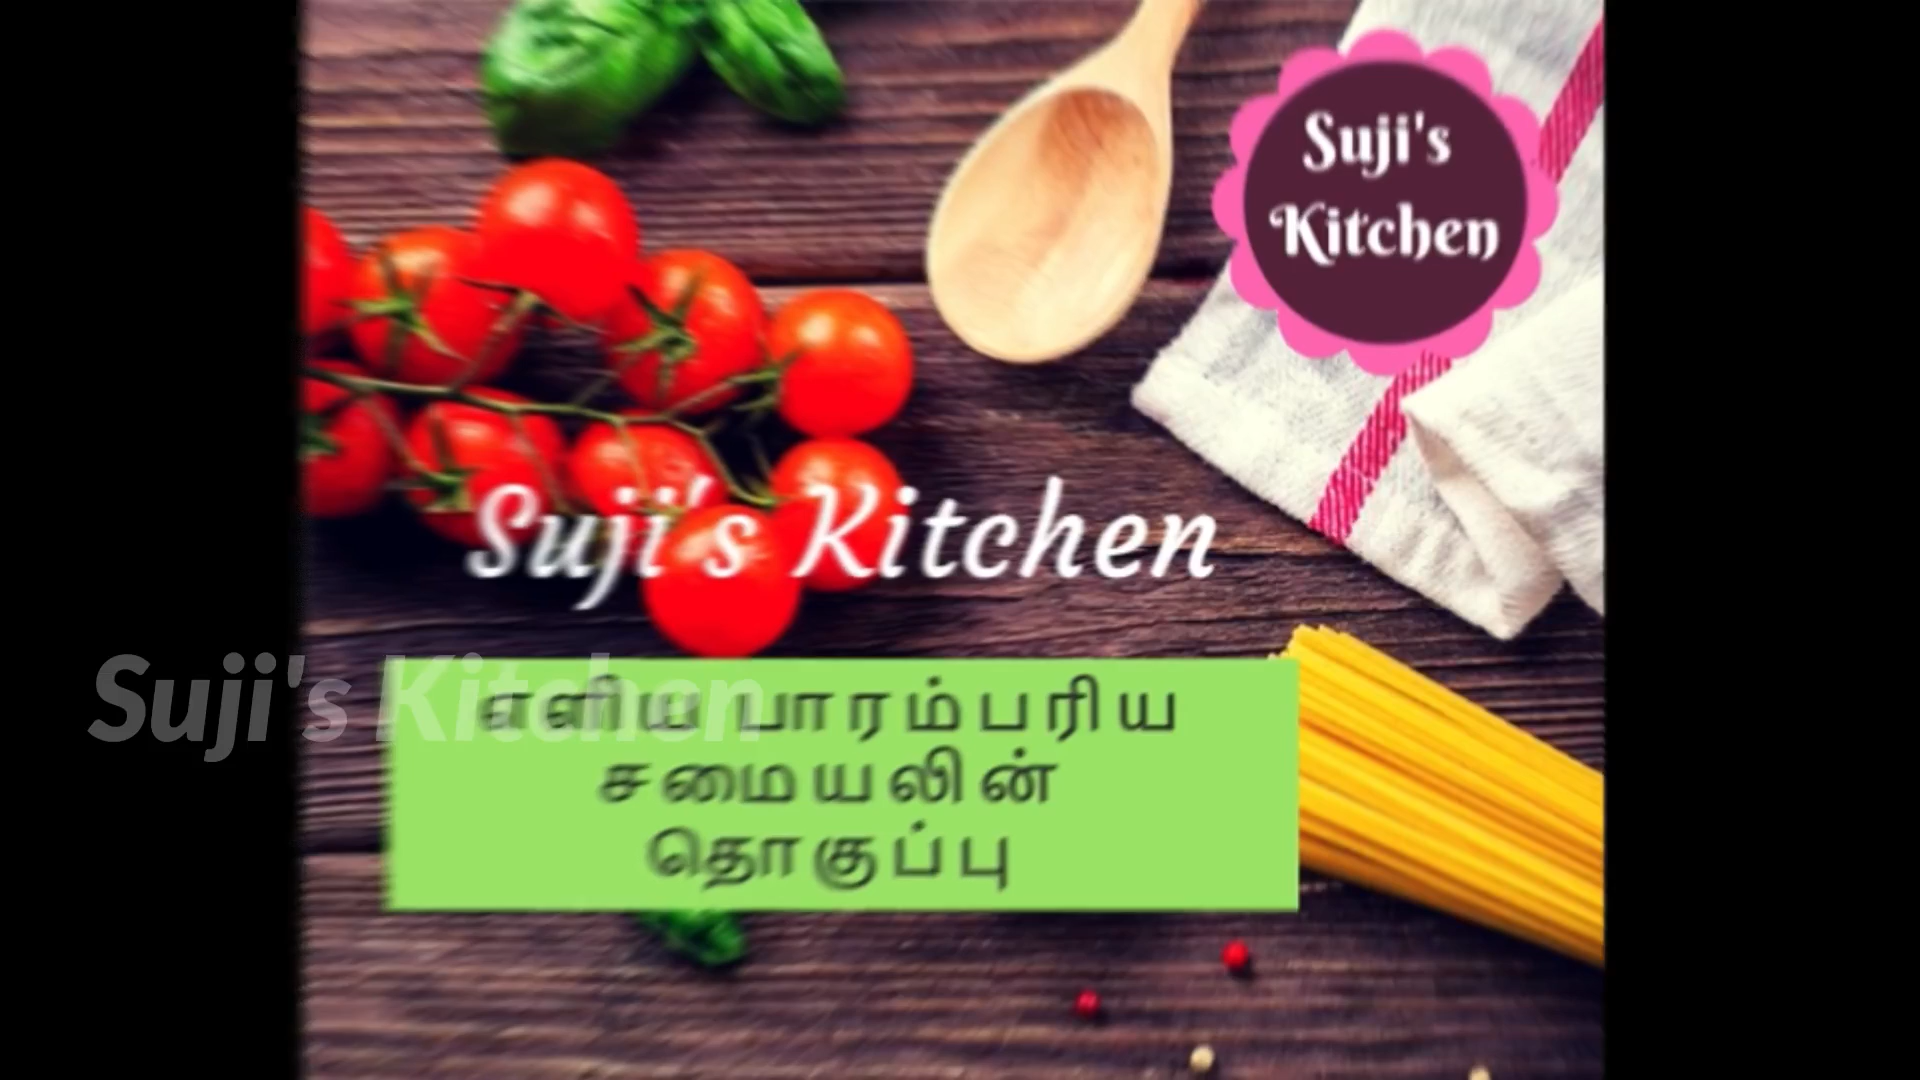 Suji's
Kitchen
Suji's Kitchen
Suji's Kitchen
எளிய பாரம்பரிய
சமையலின்
தொகுப்பு